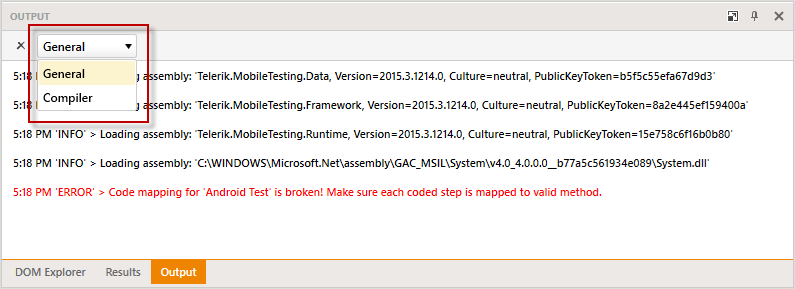 OUTPUT
General
General
Compiler
5:18 P assembly: 'Telerik.MobileTesting.Data, Version=2015.3.1214.0, Culture=neutral, PublicKeyToken=b5f5c55efa67d9d3'
5:18 P assembly: 'Telerik.MobileTesting.Framework, Version=2015.3.1214.0, Culture=neutral, PublicKeyToken=8a2e445ef159400a'
5:18 PM 'INFO' > Loading assembly: 'Telerik.MobileTesting.Runtime, Version=2015.3.1214.0, Culture=neutral, PublicKeyToken=15e758c6f16b0b80'
5:18 PM 'INFO' > Loading assembly: 'C:\WINDOWS\Microsoft.Net\assembly\GAC_MSIL\System\v4.0_4.0.0.0__b77a5c561934e089\System.dll'
5:18 PM 'ERROR' > Code mapping for 'Android Test' is broken! Make sure each coded step is mapped to valid method.
DOM Explorer
Results
Output